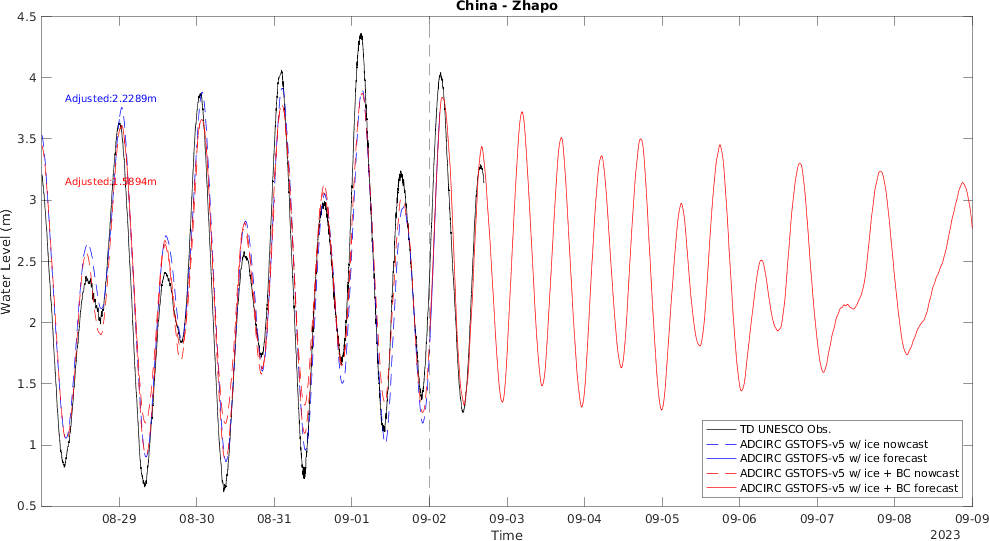 China - Zhapo
4.5
4
3.5
3
2.5
2
1.5
1
0.5
Water Level (m)
Adjusted:2.2289m
Adjusted:1.5894m
TD UNESCO Obs.
ADCIRC GSTOFS-v5 w/ ice nowcast
ADCIRC GSTOFS-v5 w/ ice forecast
ADCIRC GSTOFS-v5 w/ ice + BC nowcast
ADCIRC GSTOFS-v5 w/ ice + BC forecast
08-29 08-30 08-31 09-01 09-02 09-03 09-04 09-05 09-06 09-07 09-08 09-09
Time
2023